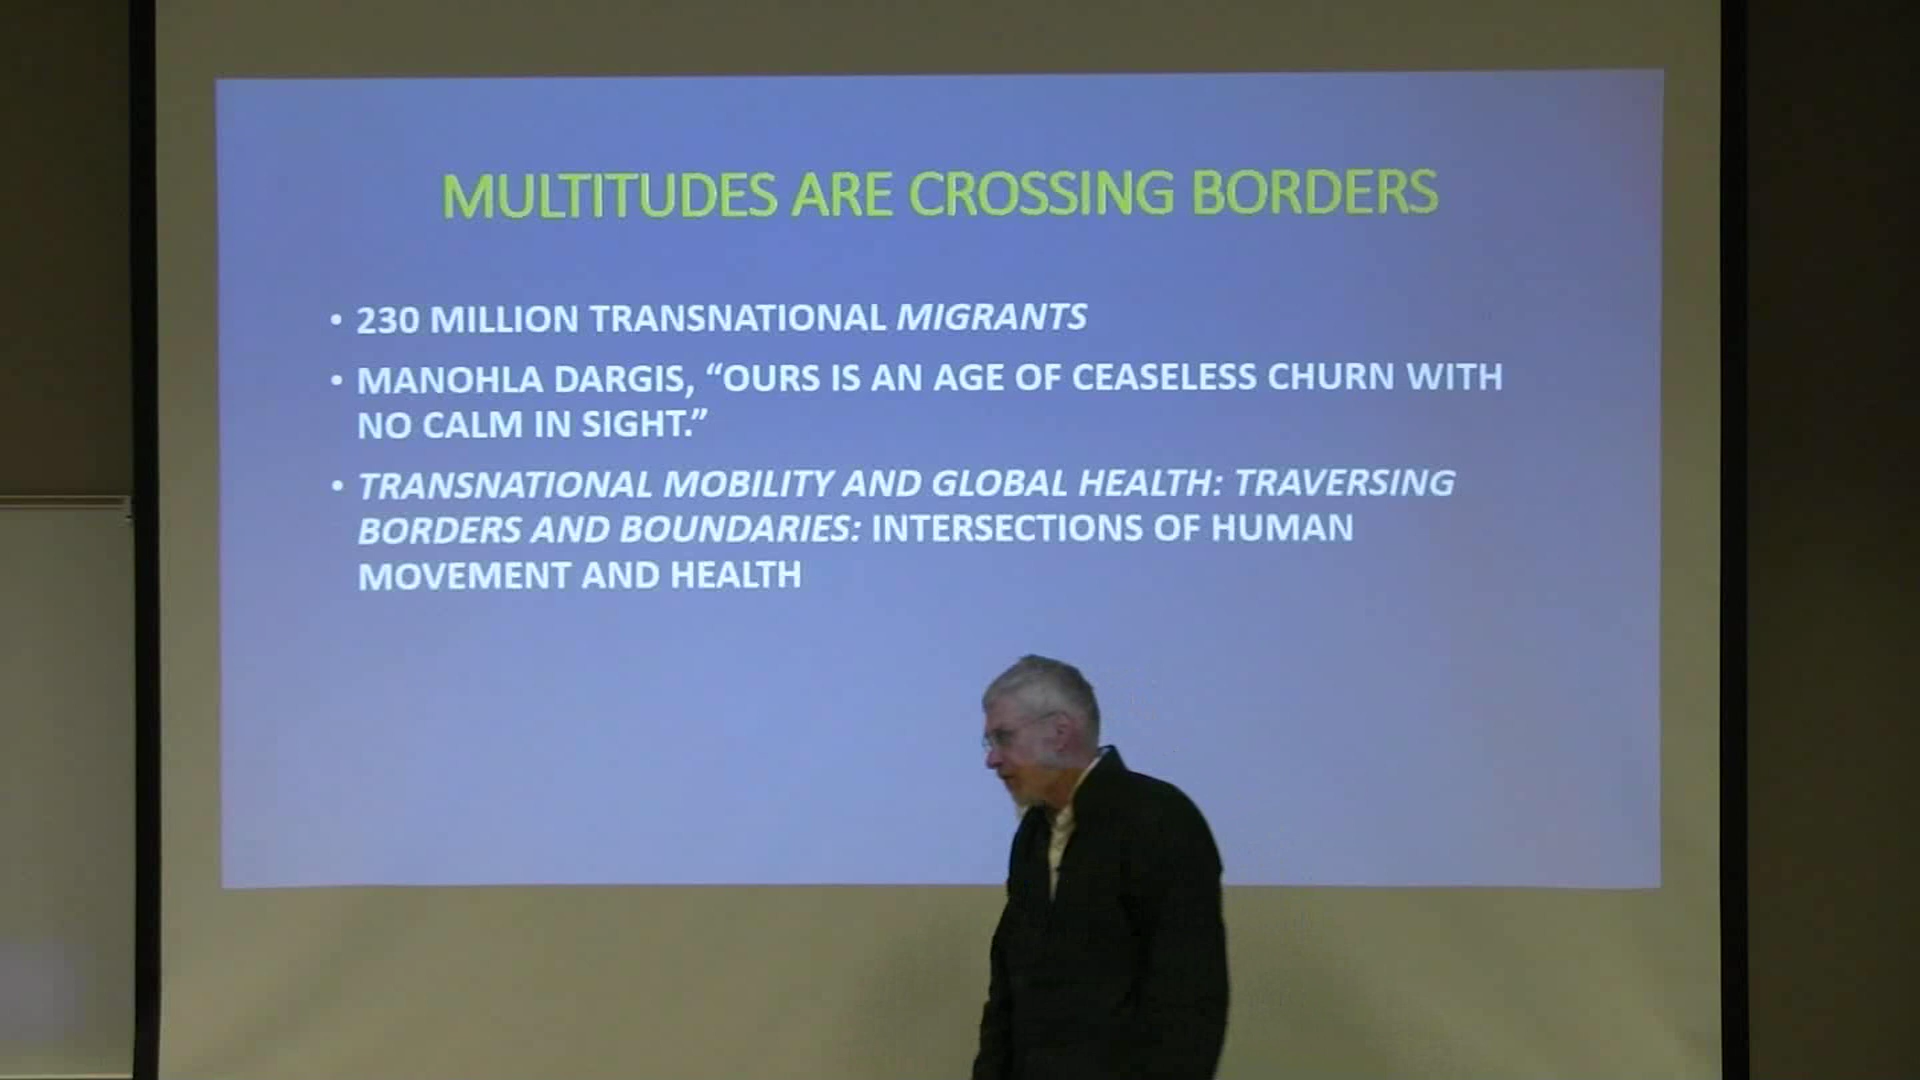 MULTITUDES ARE CROSSING BORDERS
• 230 MILLION TRANSNATIONAL MIGRANTS
• MANOHLA DARGIS, “OURS IS AN AGE OF CEASELESS CHURN WITH
NO CALM IN SIGHT.”
• TRANSNATIONAL MOBILITY AND GLOBAL HEALTH: TRAVERSING
BORDERS AND BOUNDARIES: INTERSECTIONS OF HUMAN
MOVEMENT AND HEALTH